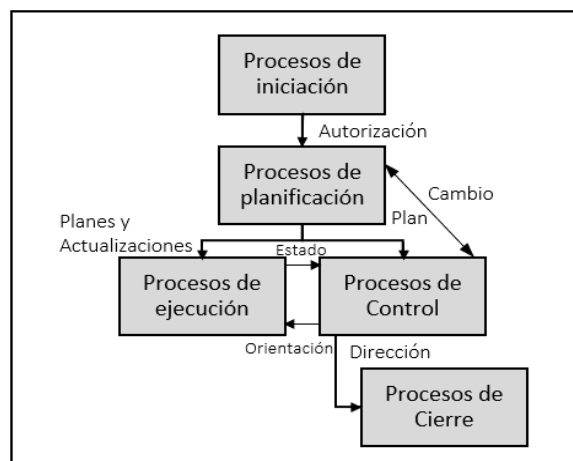 Procesos de
iniciación
Autorización
Procesos de
planificación
Cambio
Planes y
Actualizaciones
Plan
Estado
Procesos de
ejecución
Procesos de
Control
Orientación
Dirección
Procesos de
Cierre